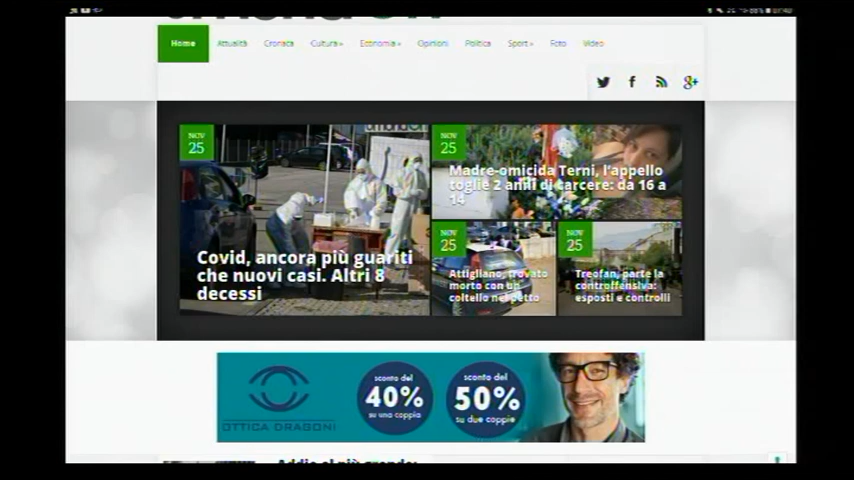 Home Attualità Cronaca Cultura» Economia» Opinioni Politica Sport» Foto Video
NOV
25
Covid, ancora più guariti
che nuovi casi. Altri 8
decessi
NOV
25
Madre-omicida Terni, l'appello
toglie 2 anni di carcere: da 16 a
14
NOV
25
Attigliano, trovato
morto con un
coltello nel petto
NOV
25
Treofan, parte la
controffensiva:
esposti e controlli
OTTICA DRAGONI
sconto del
40%
su una coppia
sconto del
50%
su due coppie